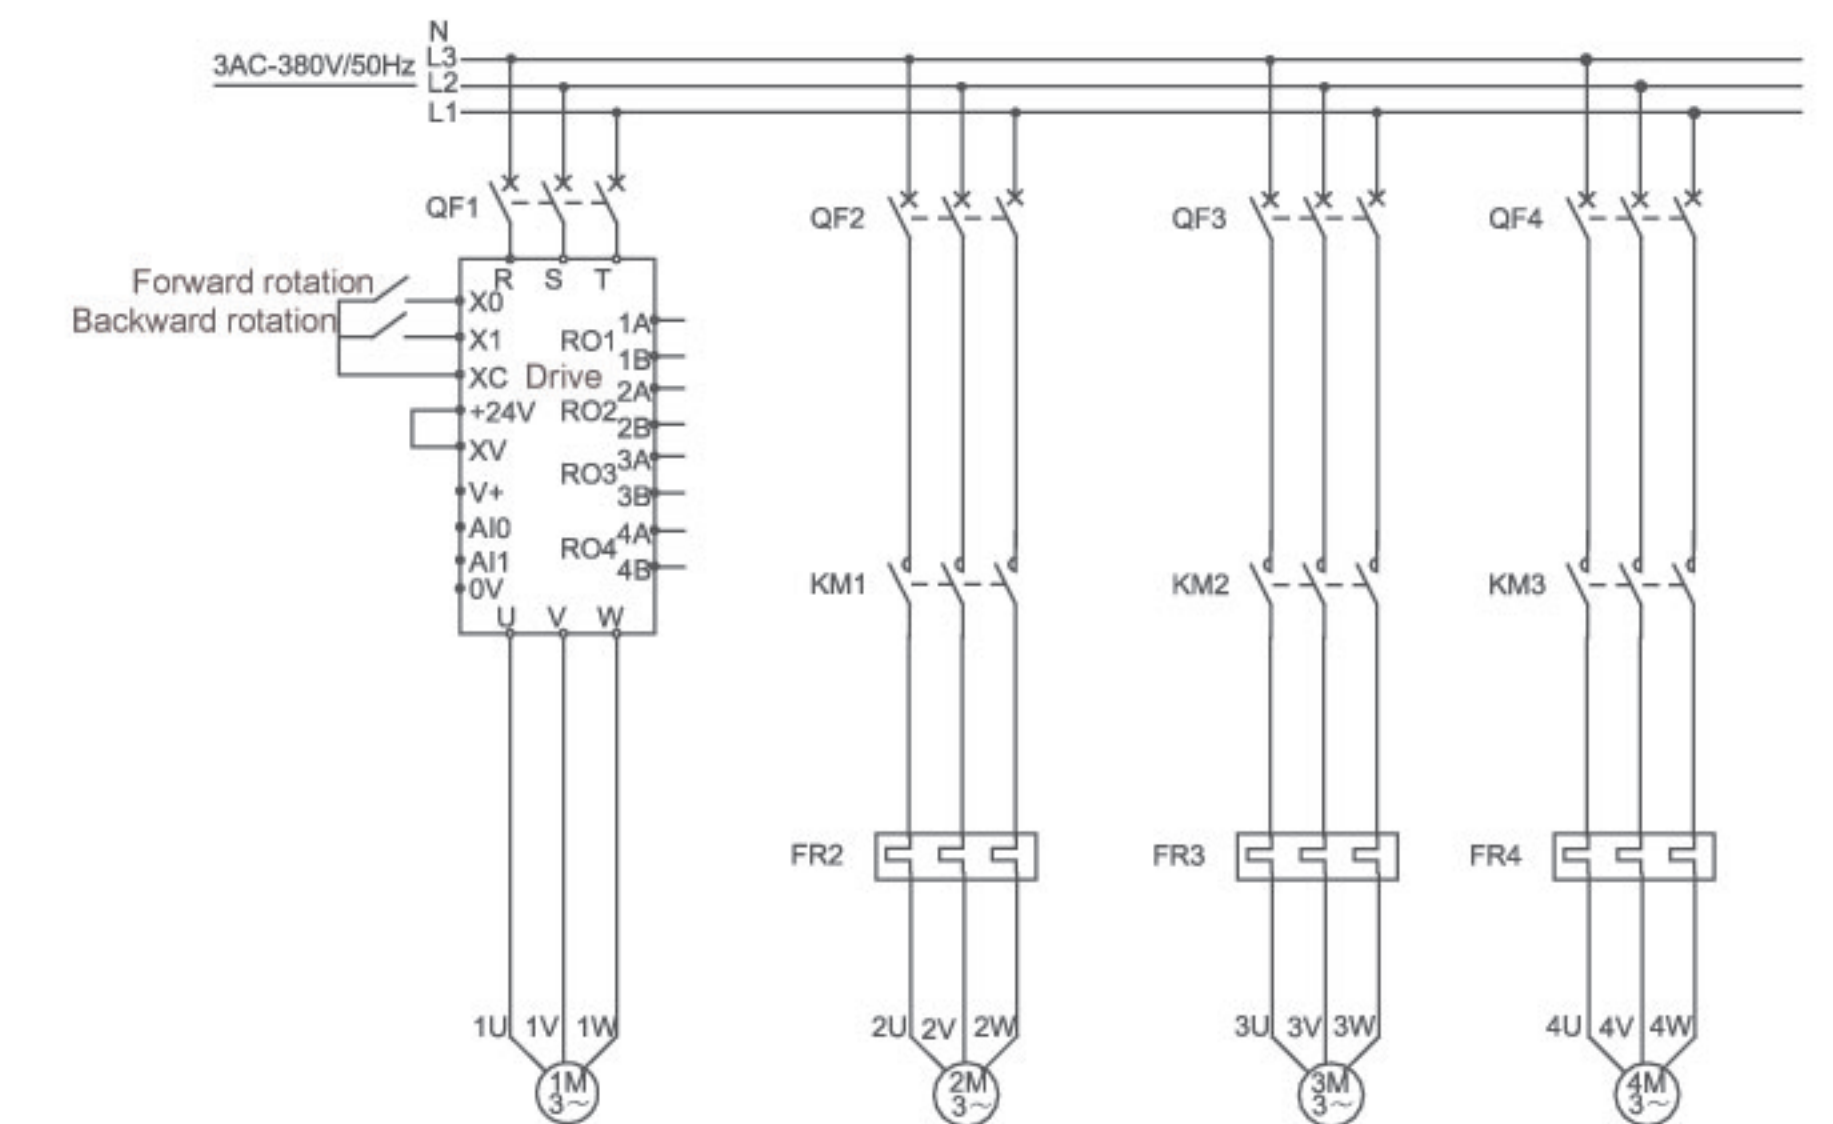 N
3AC-380V/50Hz
L3
L2
L1
QF1
QF2
QF3
QF4
Forward rotation
Backward rotation
R S T
X0
X1
XC
+24V
XV
V+
AI0
AI1
0V
Drive
1A
RO1
1B
2A
RO2
2B
3A
RO3
3B
4A
RO4
4B
U V W
KM1
KM2
KM3
FR2
FR3
FR4
1U 1V 1W
2U 2V 2W
3U 3V 3W
4U 4V 4W
1M
3~
2M
3~
3M
3~
4M
3~